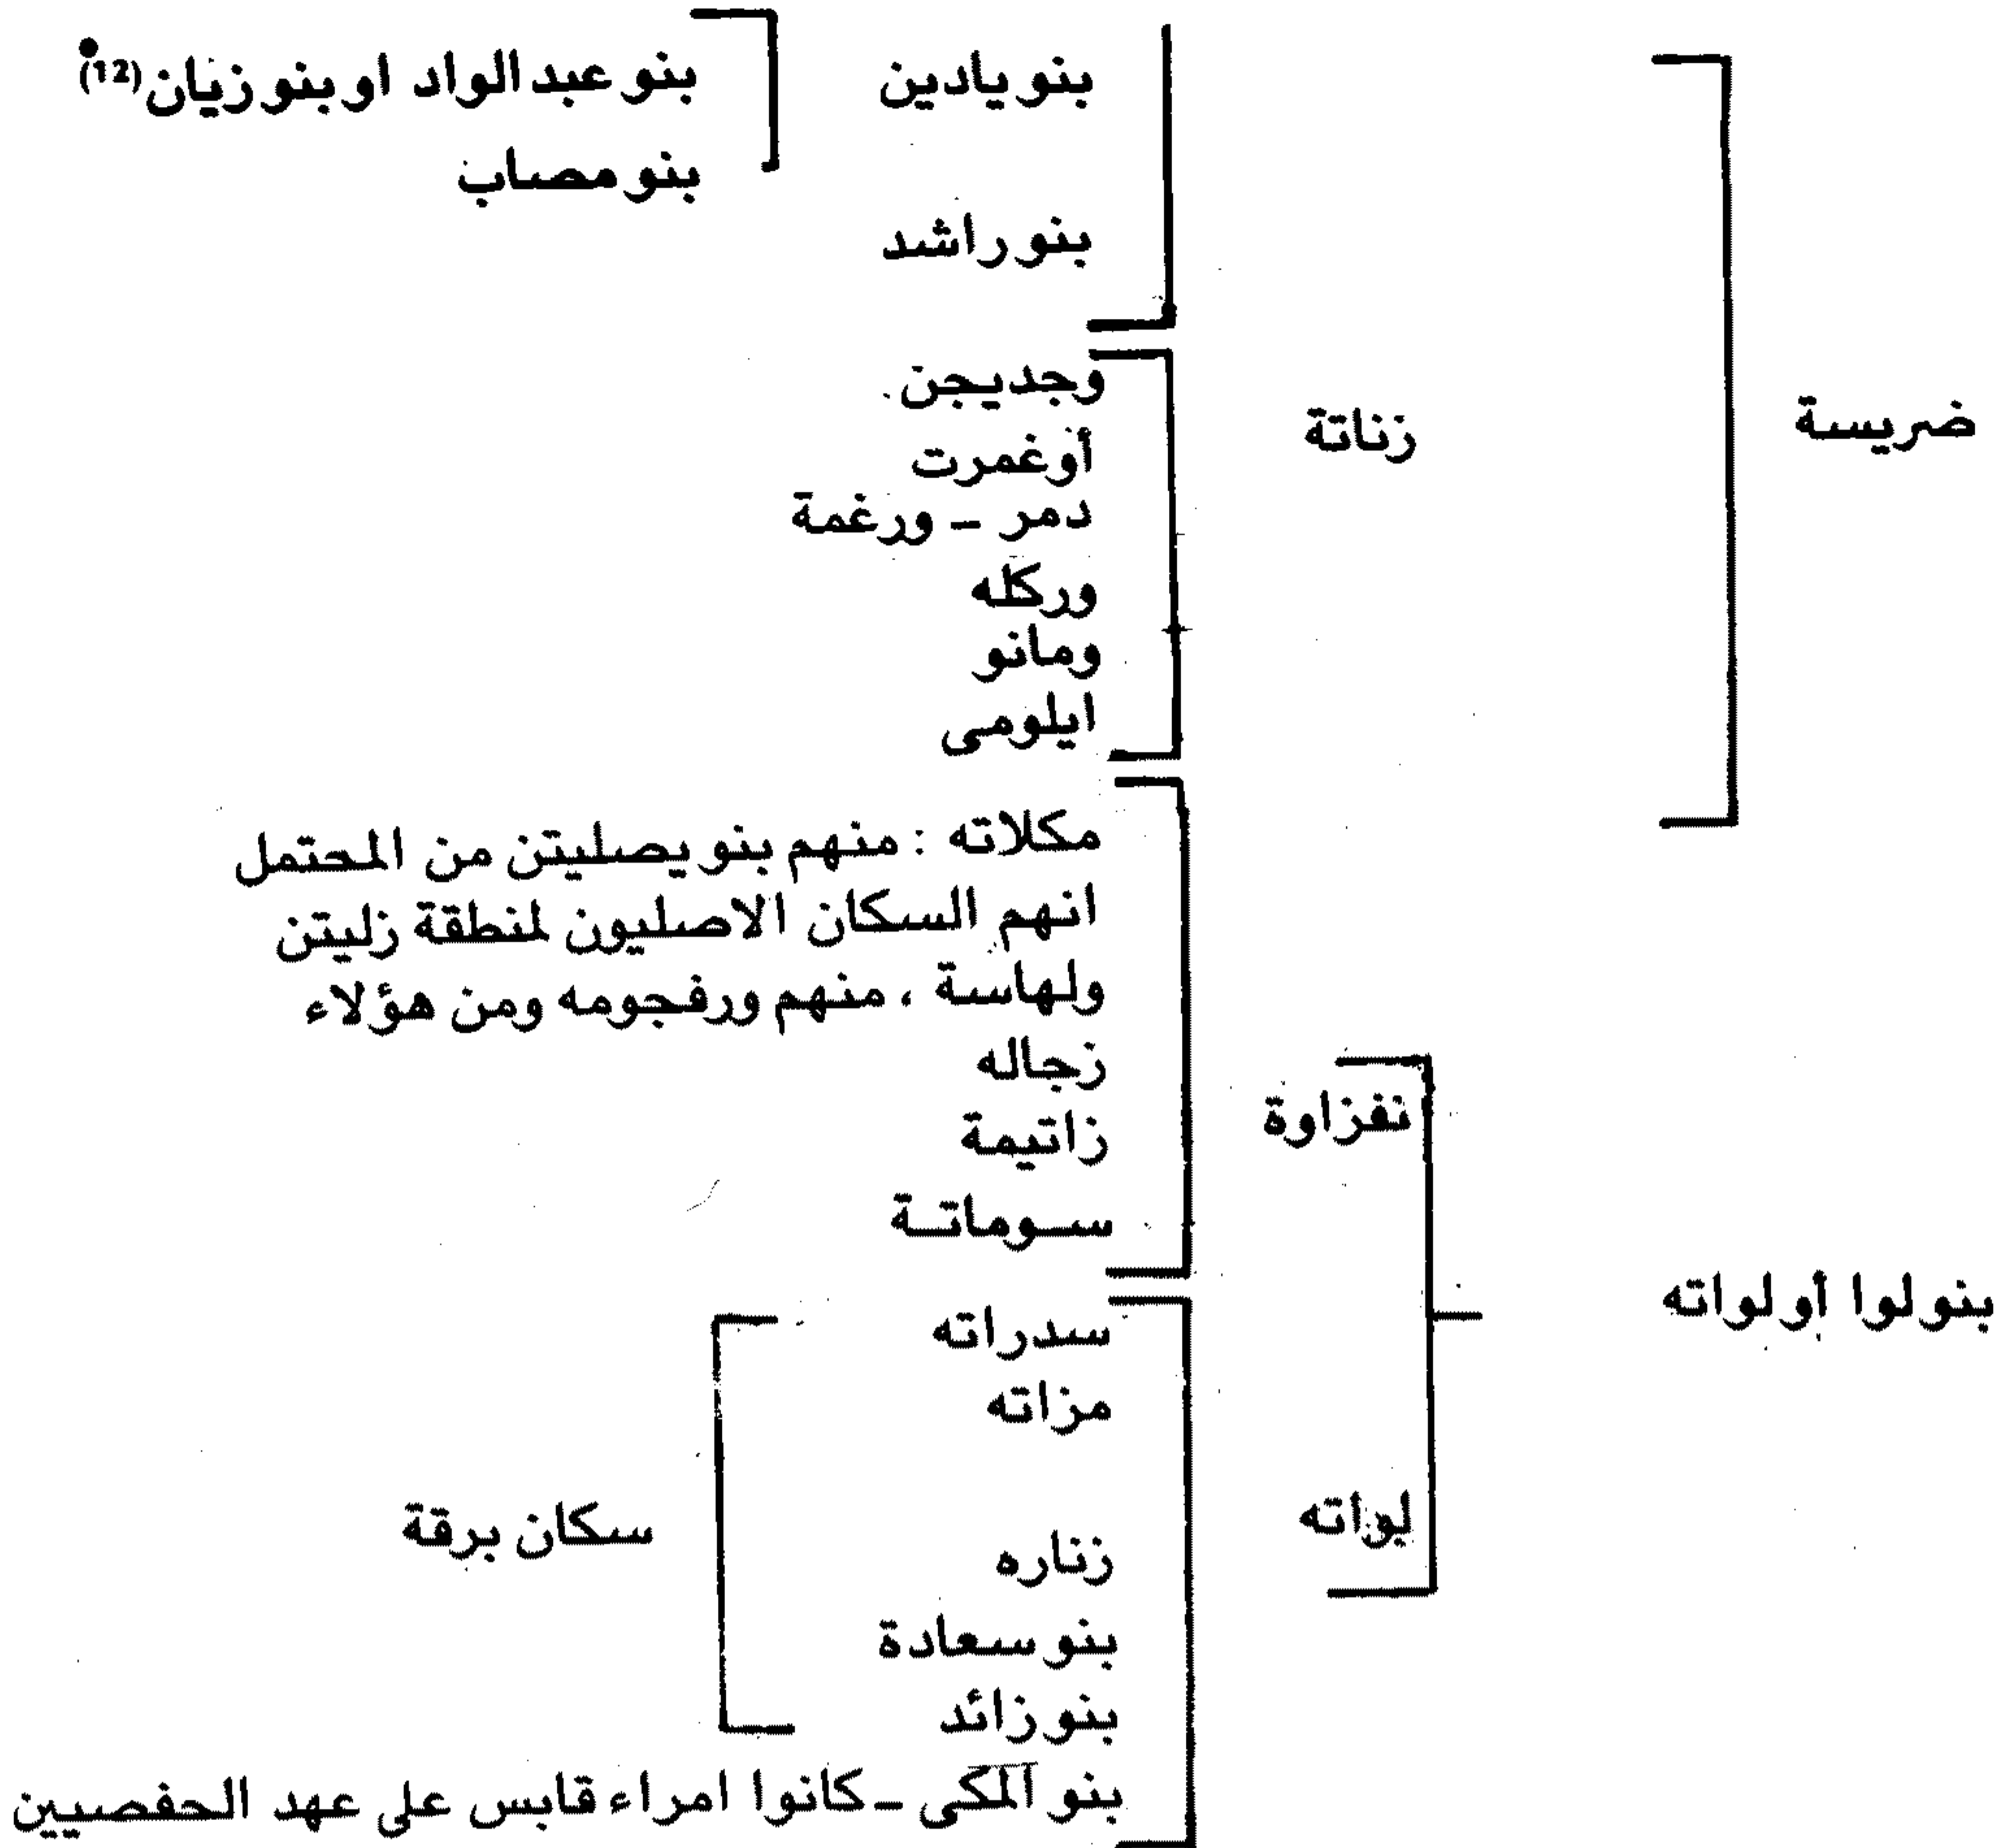 ضريسة
زناتة
بنو يادين
بنو عبد الواد او بنو زيان (12)
بنو مصاب
بنو راشد
وجديجن
أوغمرت
دمر - ورغمة
وركله
ومانو
ايلومى
بنو لوا أو لواته
نفزاوة
مكلاته : منهم بنو يصليتن من المحتمل
انهم السكان الاصليون لمنطقة زليتن
ولهاسة ، منهم ورفجومه ومن هؤلاء
زجاله
زاتيمة
سوماتة
لواته
سدراته
مزاته
زناره
بنو سعادة
بنو زائد
سكان برقة
بنو المكى - كانوا امراء قابس على عهد الحفصيين